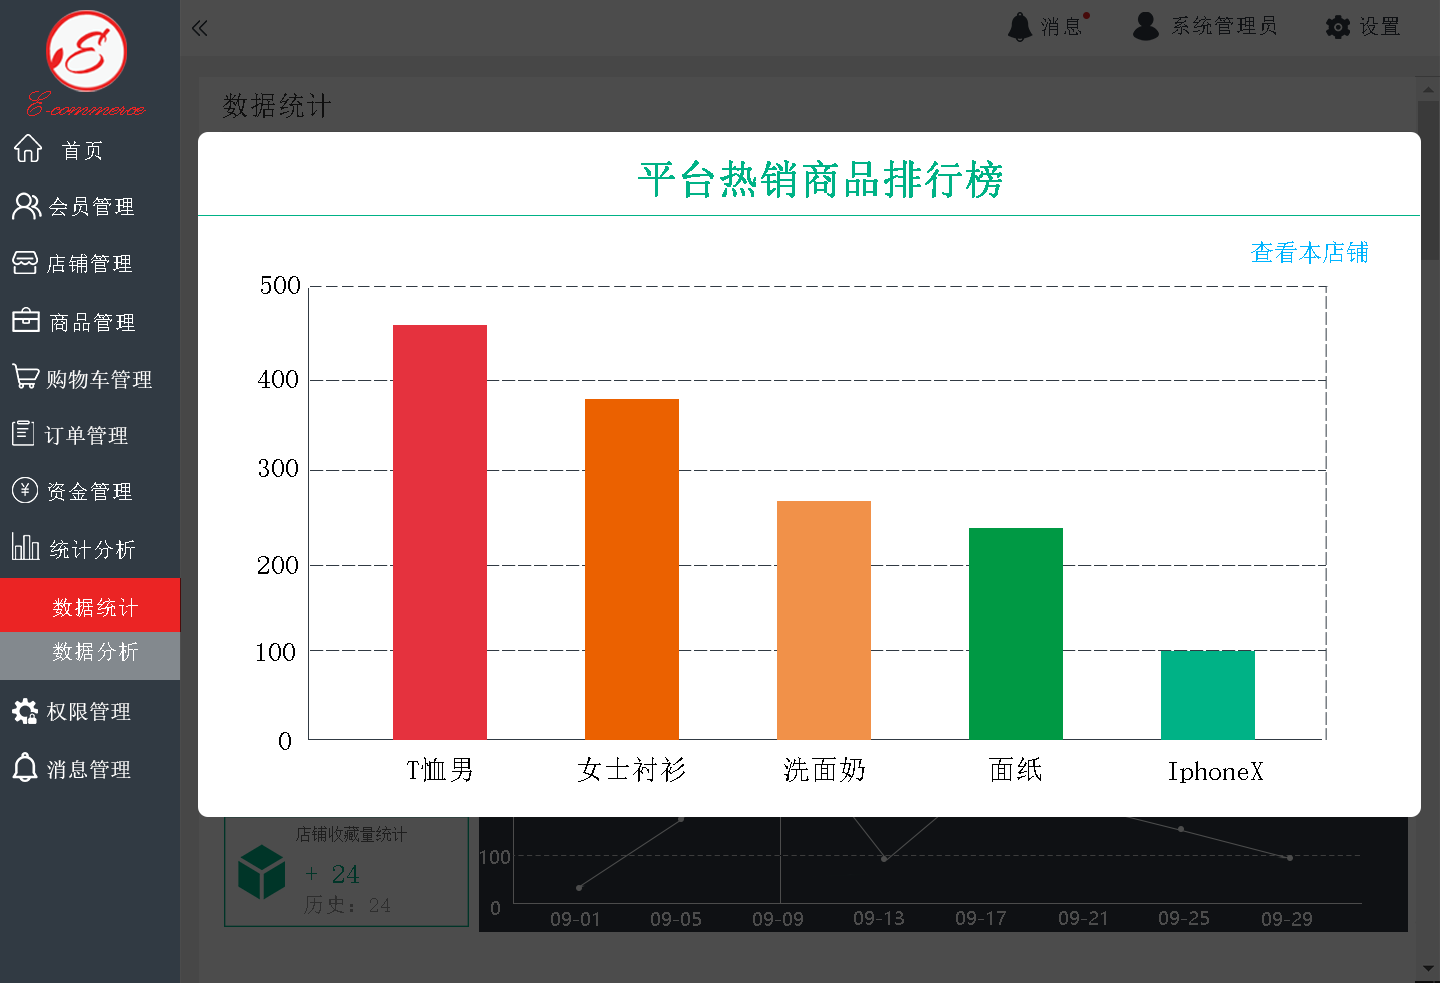 E-commerce
首页
会员管理
店铺管理
商品管理
购物车管理
订单管理
资金管理
统计分析
数据统计
数据分析
权限管理
消息管理
消息
系统管理员
设置
数据统计
平台热销商品排行榜
查看本店铺
500
400
300
200
100
0
T恤男
女士衬衫
洗面奶
面纸
IphoneX
店铺收藏量统计
+ 24
历史：24
100
0
09-01
09-05
09-09
09-13
09-17
09-21
09-25
09-29